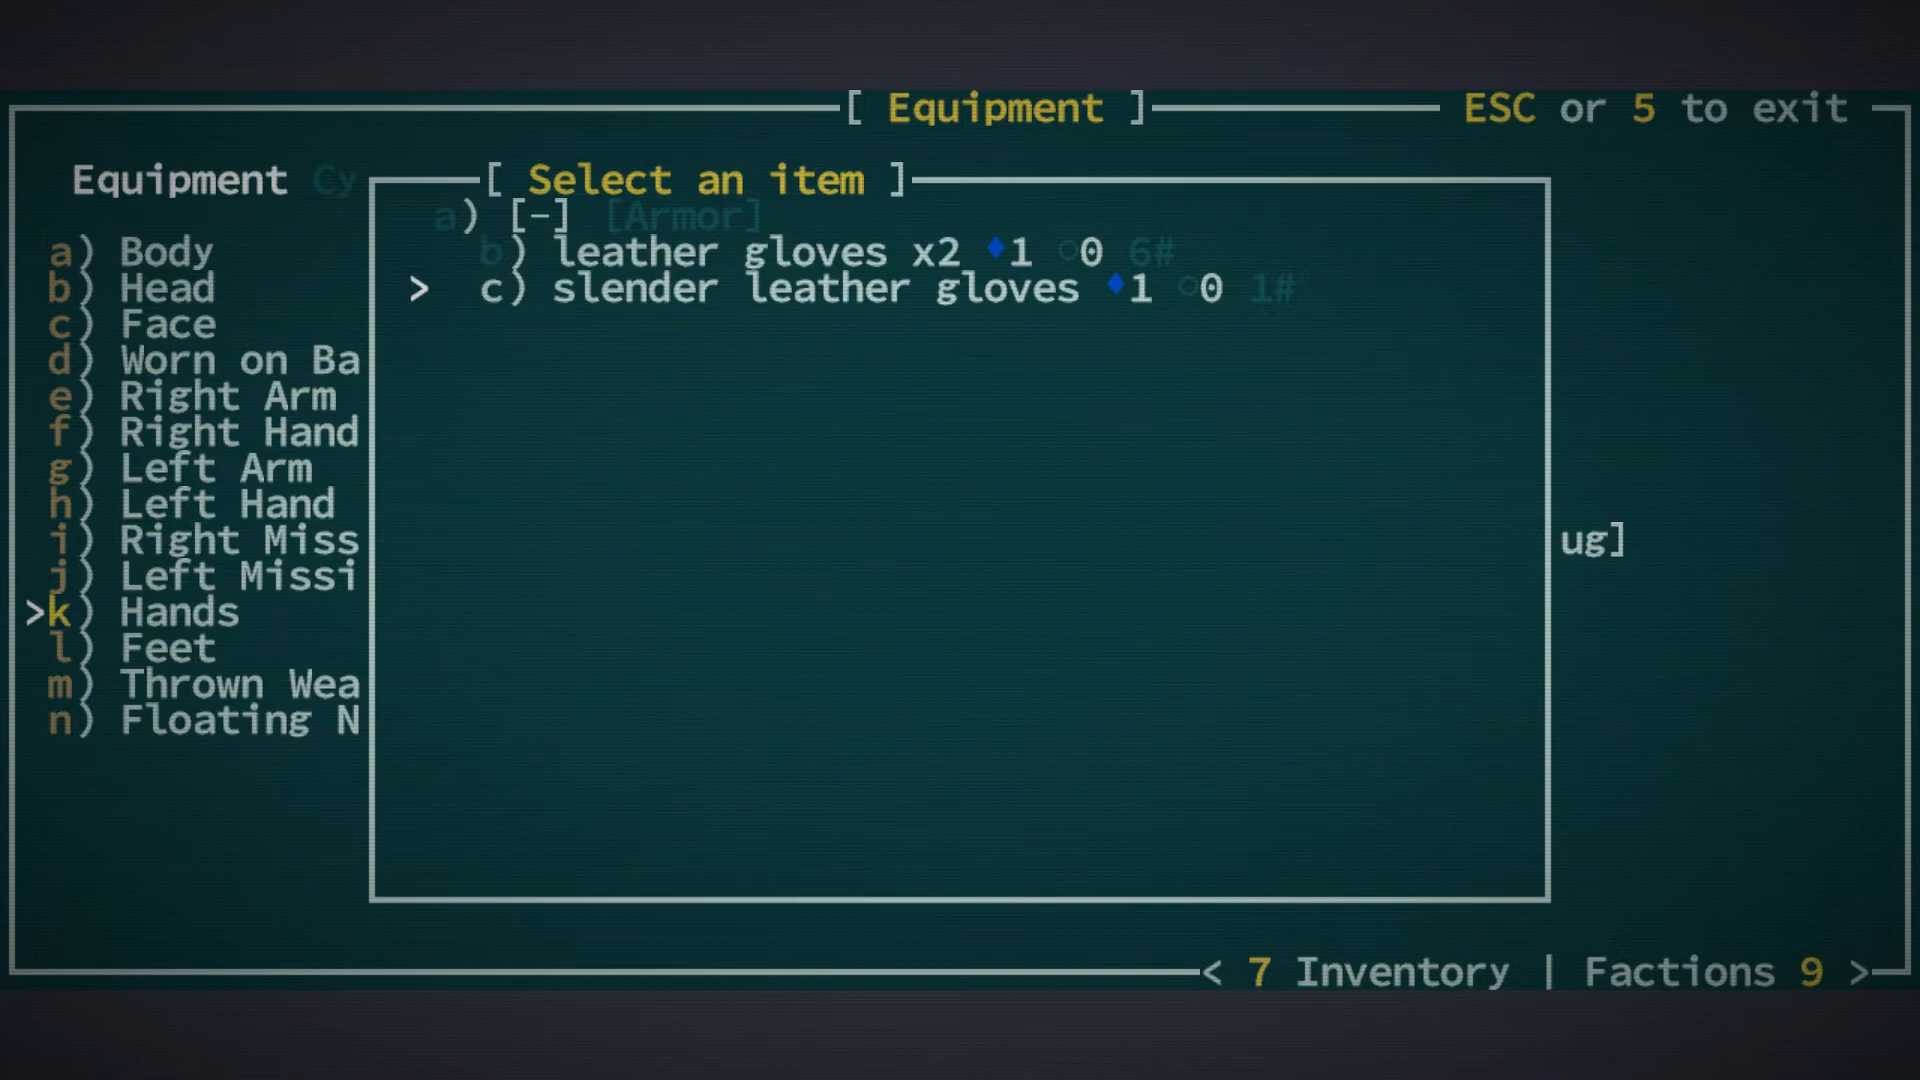 [ Equipment ] ESC or 5 to exit
Equipment Cy
[ Select an item ]
a) [-] [Armor]
b) leather gloves x2 ♦1 ○0 6#
> c) slender leather gloves ♦1 ○0 1#
a) Body
b) Head
c) Face
d) Worn on Ba
e) Right Arm
f) Right Hand
g) Left Arm
h) Left Hand
i) Right Miss
j) Left Missi
>k) Hands
l) Feet
m) Thrown Wea
n) Floating N
ug]
< 7 Inventory | Factions 9 >